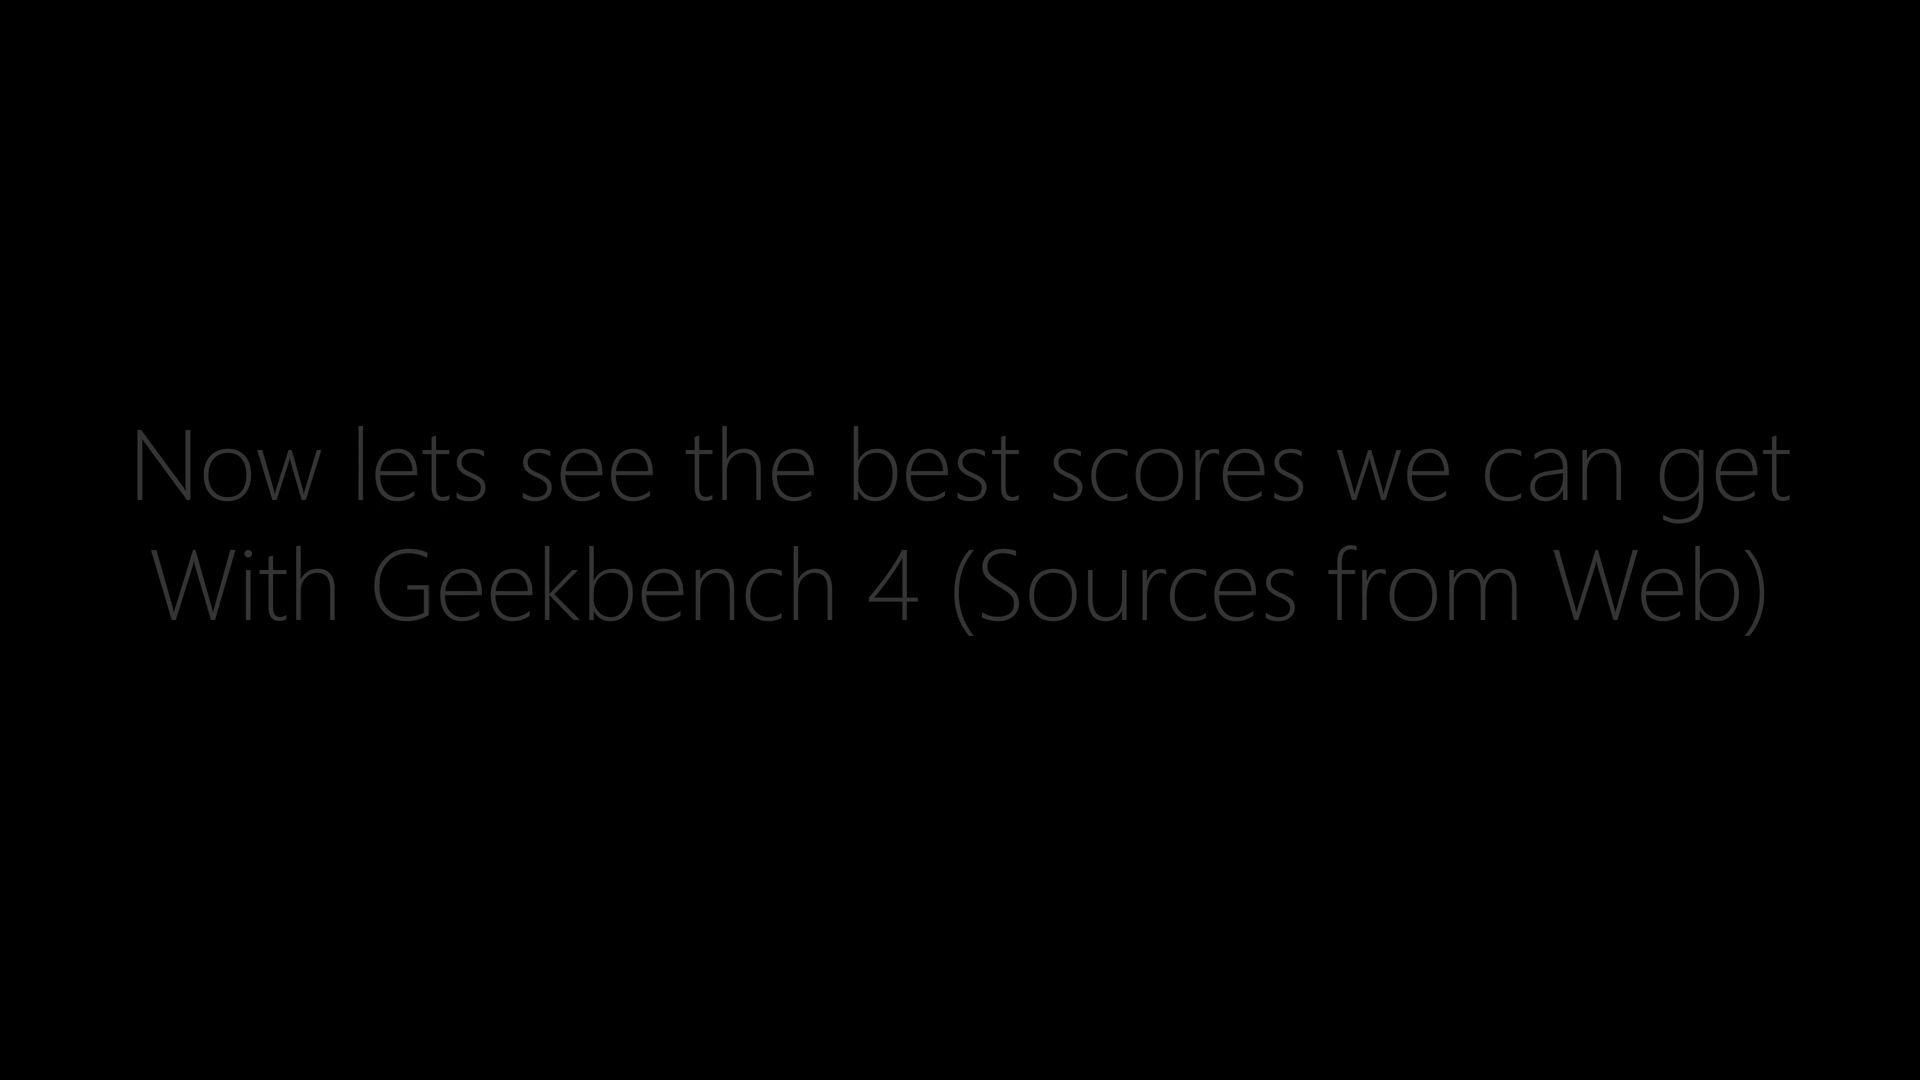 Now lets see the best scores we can get
With Geekbench 4 (Sources from Web)